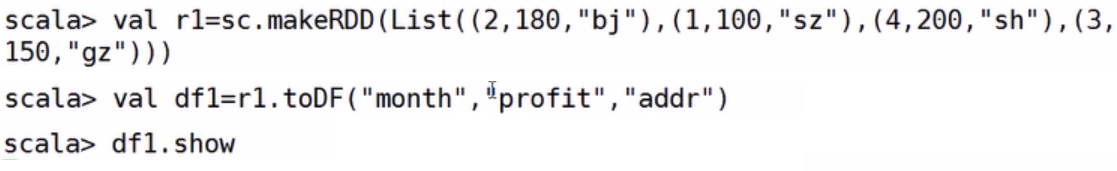 scala> val r1=sc.makeRDD(List((2,180,"bj"),(1,100,"sz"),(4,200,"sh"),(3,
150,"gz")))
scala> val df1=r1.toDF("month","profit","addr")
scala> df1.show